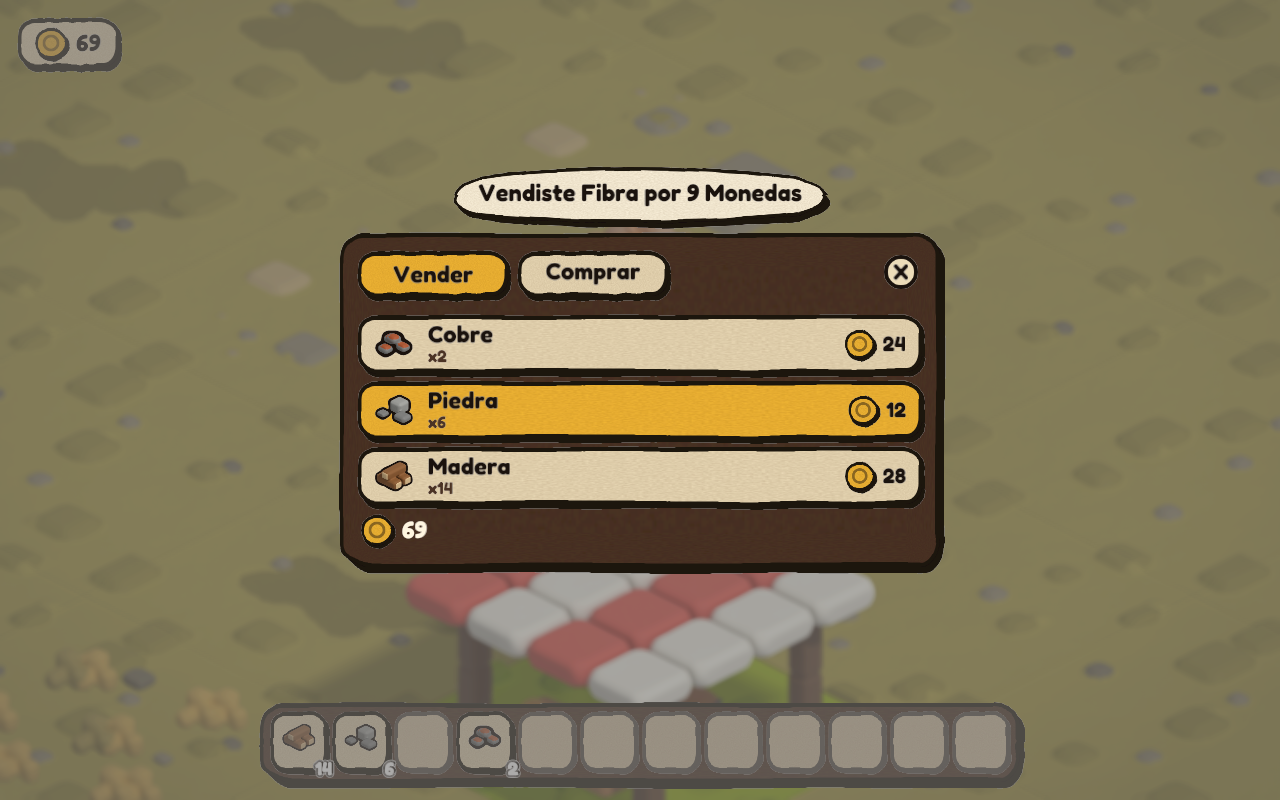 69
Vendiste Fibra por 9 Monedas
Vender
Comprar
Cobre
x2
24
Piedra
x6
12
Madera
x14
28
69
14
6
2